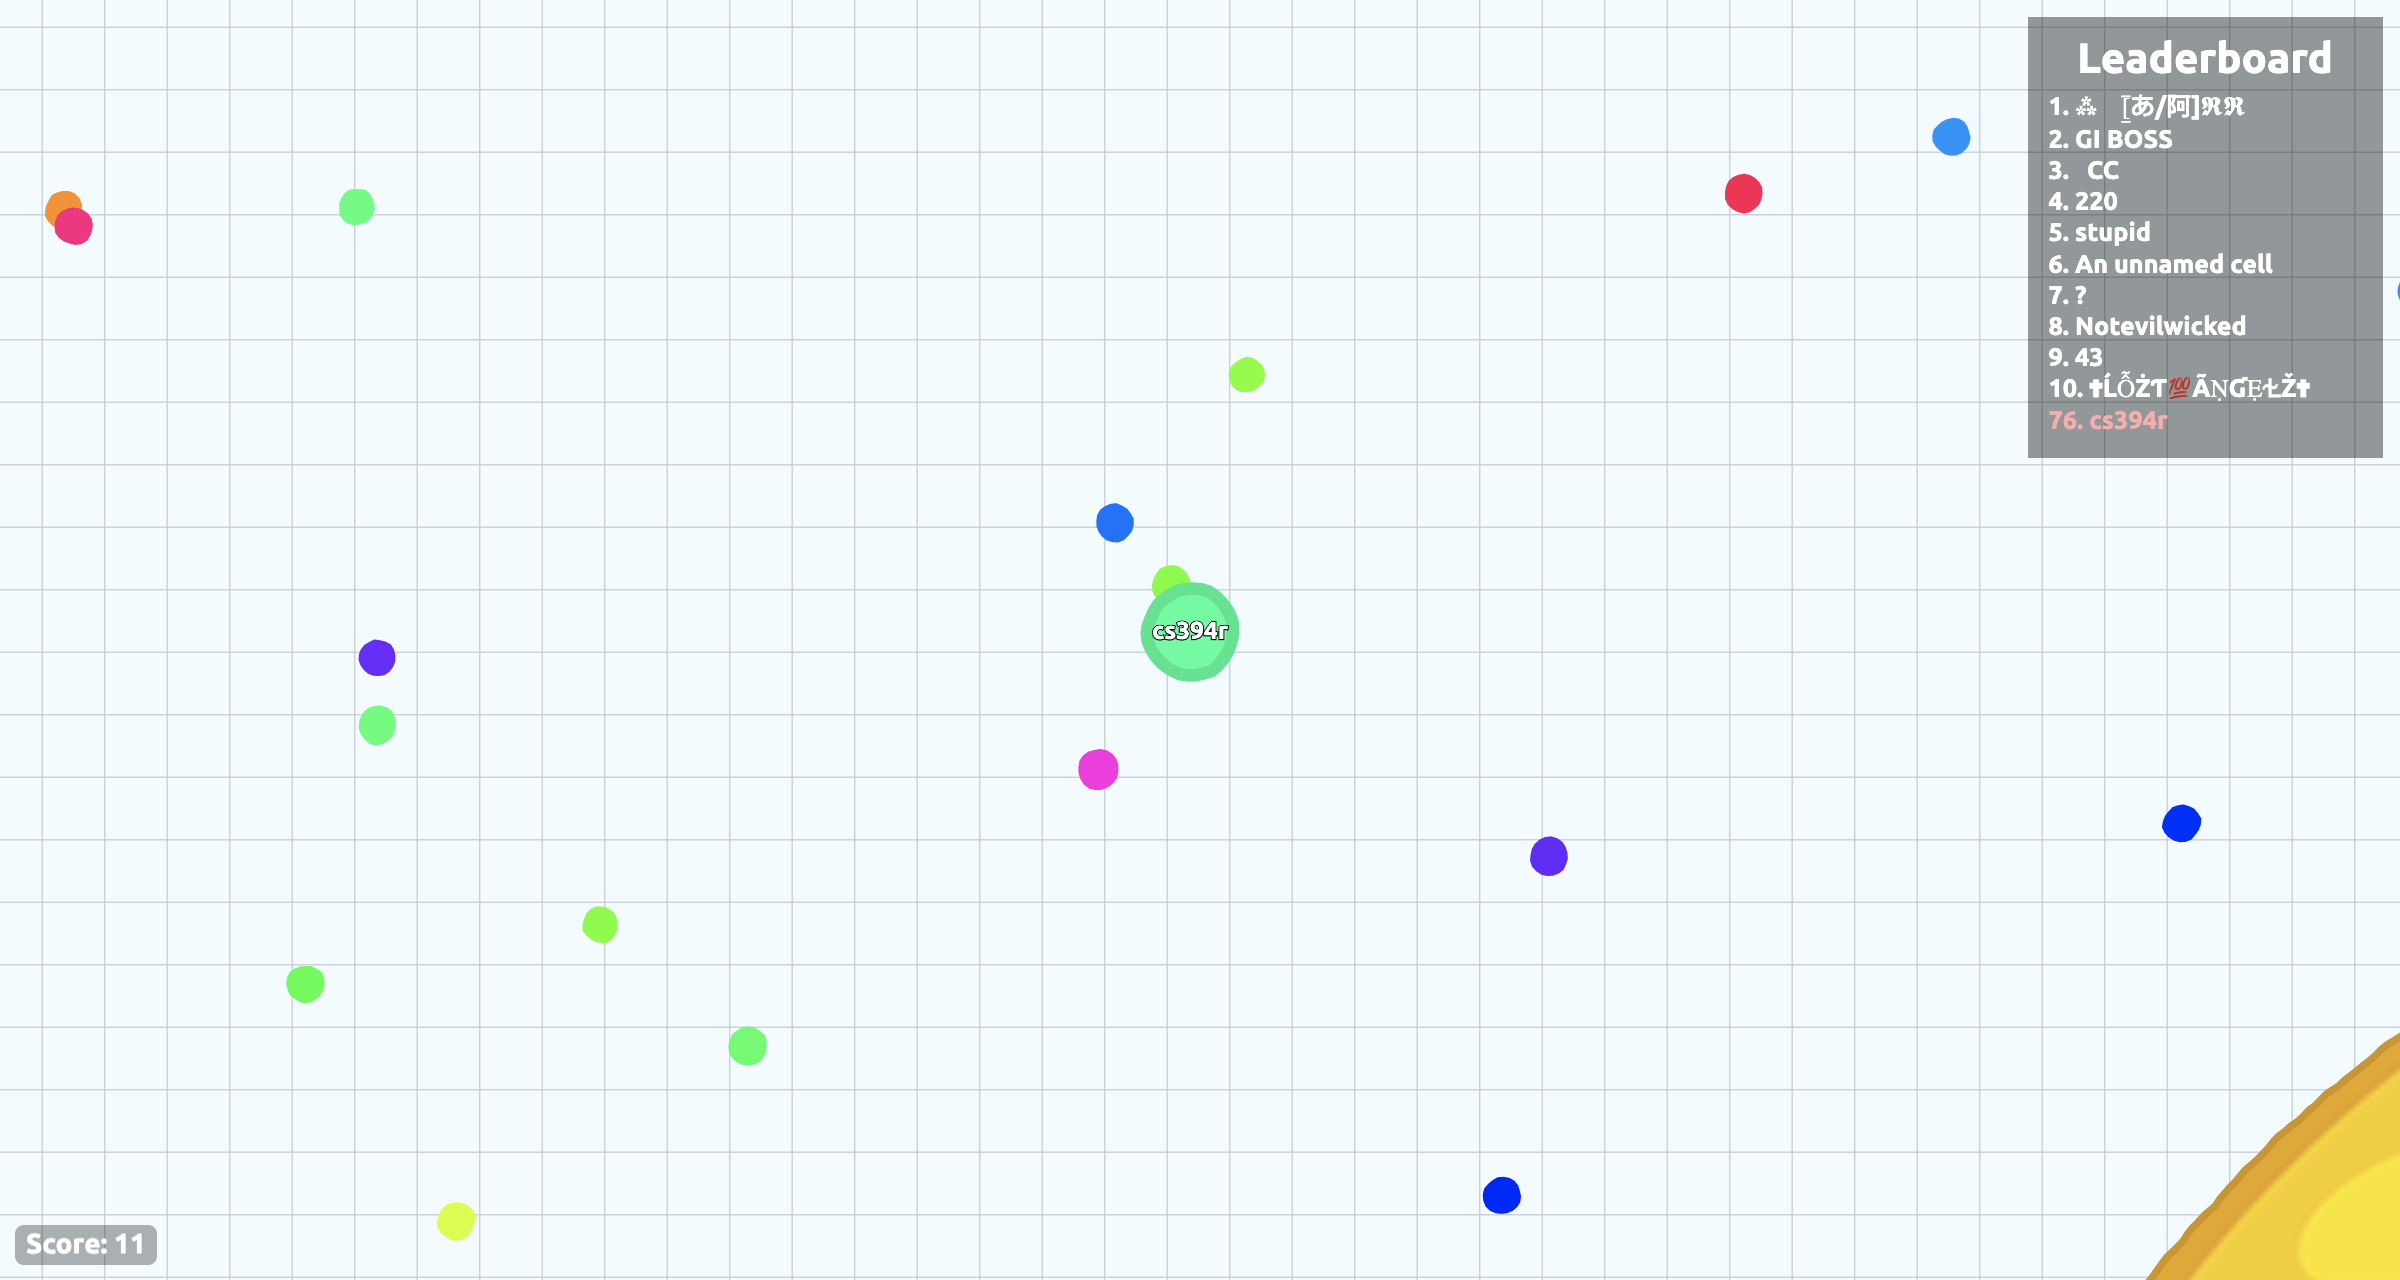 Leaderboard
1. ⁂ [あ/阿]ℜℜ
2. GI BOSS
3. CC
4. 220
5. stupid
6. An unnamed cell
7. ?
8. Notevilwicked
9. 43
10. ✝ĹỖŻT💯ÃṆGẸȽŽ✝
76. cs394r
cs394r
Score: 11